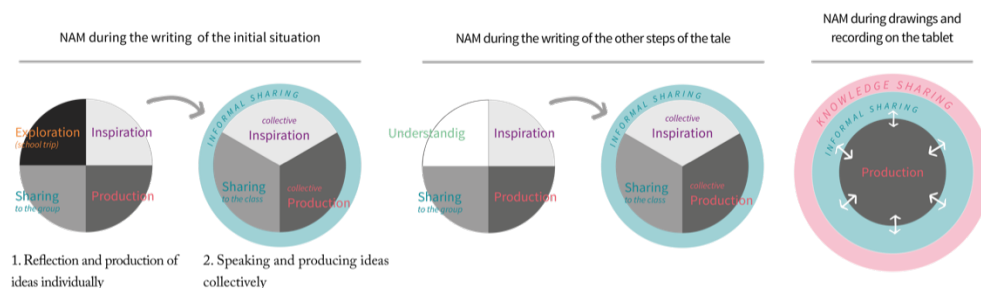 NAM during the writing of the initial situation
Exploration
(school trip)
Inspiration
Sharing
to the group
Production
INFORMAL SHARING
collective
Inspiration
Sharing
to the class
collective
Production
1. Reflection and production of
ideas individually
2. Speaking and producing ideas
collectively
NAM during the writing of the other steps of the tale
Understandig
Inspiration
Sharing
to the group
Production
INFORMAL SHARING
collective
Inspiration
Sharing
to the class
collective
Production
NAM during drawings and
recording on the tablet
KNOWLEDGE SHARING
INFORMAL SHARING
Production